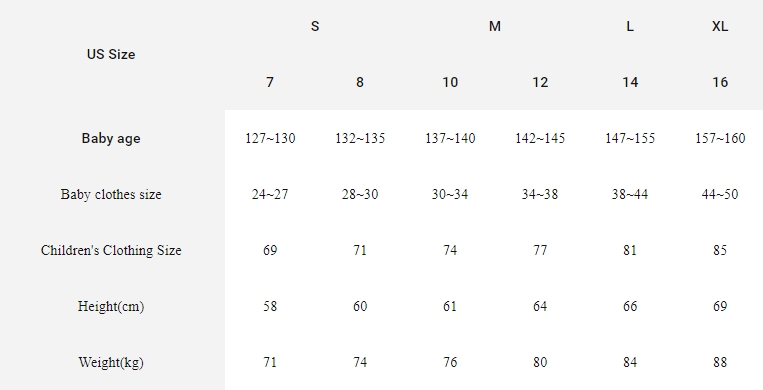 S M L XL
US Size
7 8 10 12 14 16
Baby age 127~130 132~135 137~140 142~145 147~155 157~160
Baby clothes size 24~27 28~30 30~34 34~38 38~44 44~50
Children's Clothing Size 69 71 74 77 81 85
Height(cm) 58 60 61 64 66 69
Weight(kg) 71 74 76 80 84 88